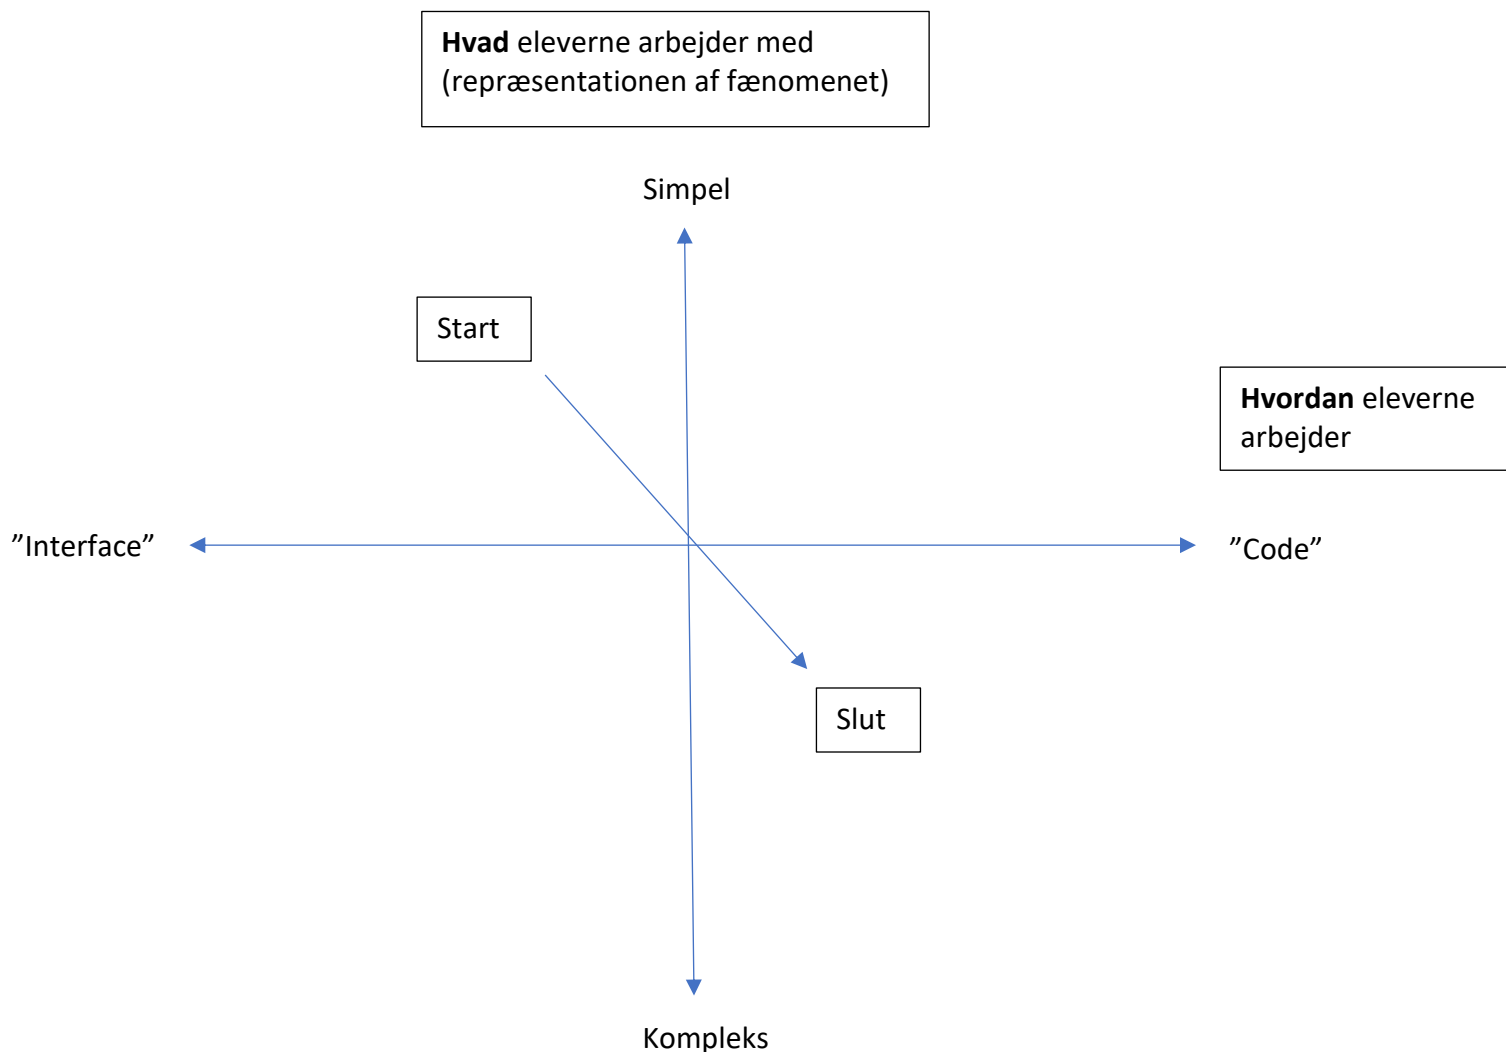 Hvad eleverne arbejder med
(repræsentationen af fænomenet)
Simpel
Start
Hvordan eleverne
arbejder
”Interface”
”Code”
Slut
Kompleks